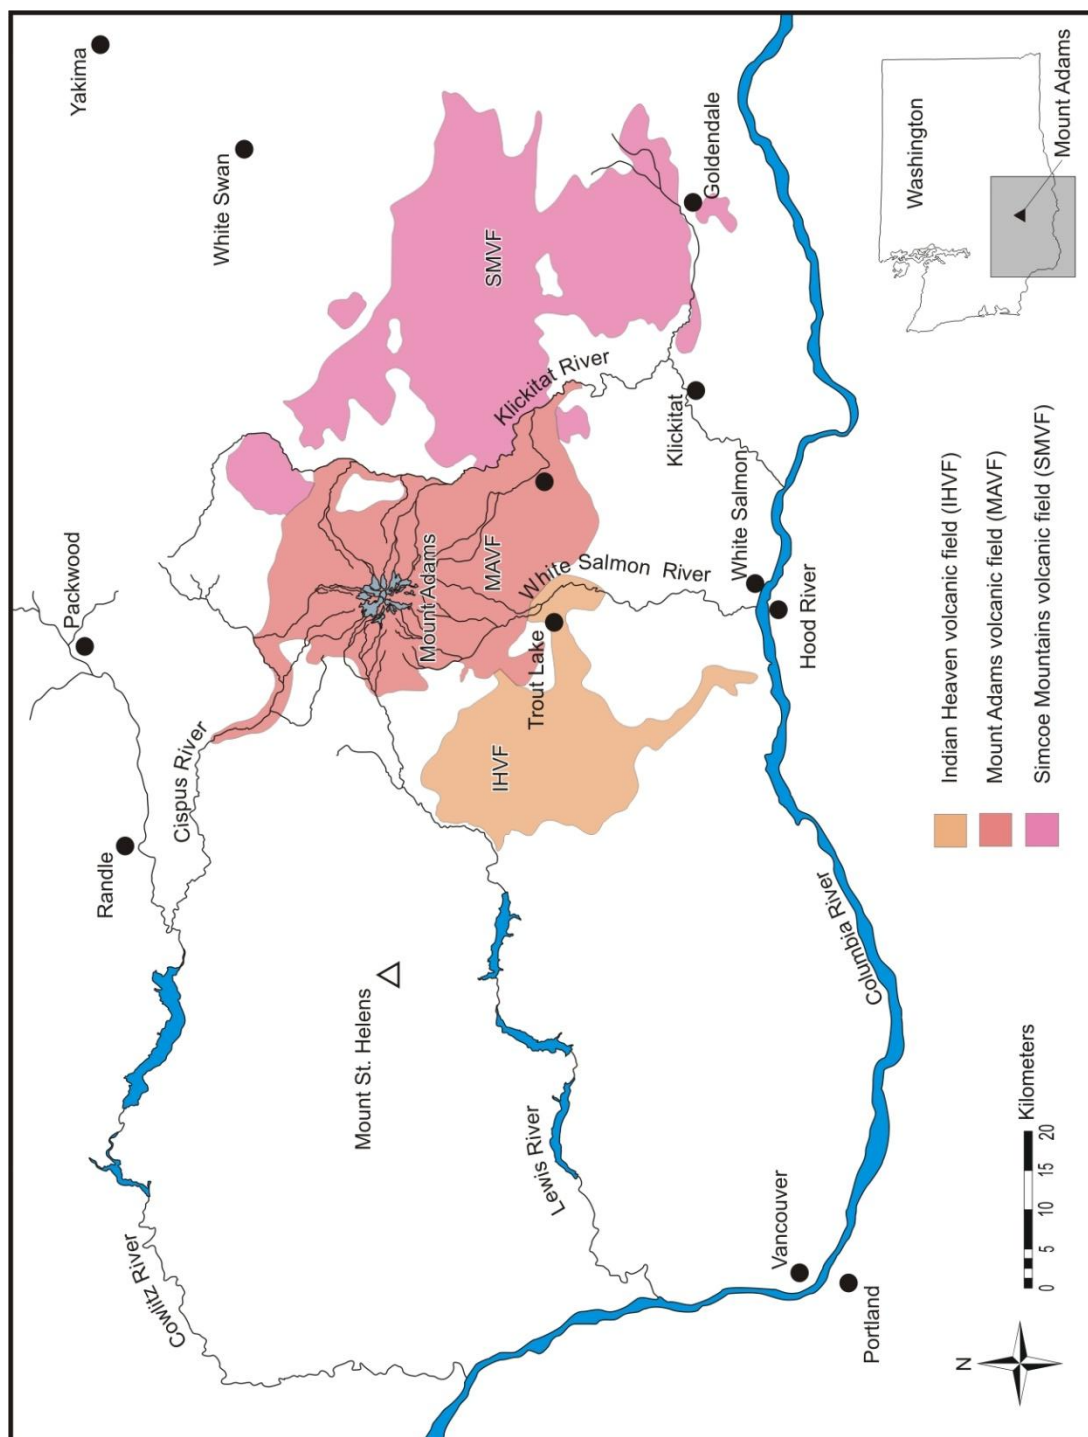 Yakima
White Swan
Packwood
Randle
Cispus River
Cowlitz River
Mount St. Helens
Mount Adams
MAVF
SMVF
IHVF
Klickitat River
Goldendale
Trout Lake
White Salmon River
Klickitat
White Salmon
Hood River
Lewis River
Columbia River
Vancouver
Portland
N
0 5 10 15 20
Kilometers
Indian Heaven volcanic field (IHVF)
Mount Adams volcanic field (MAVF)
Simcoe Mountains volcanic field (SMVF)
Washington
Mount Adams